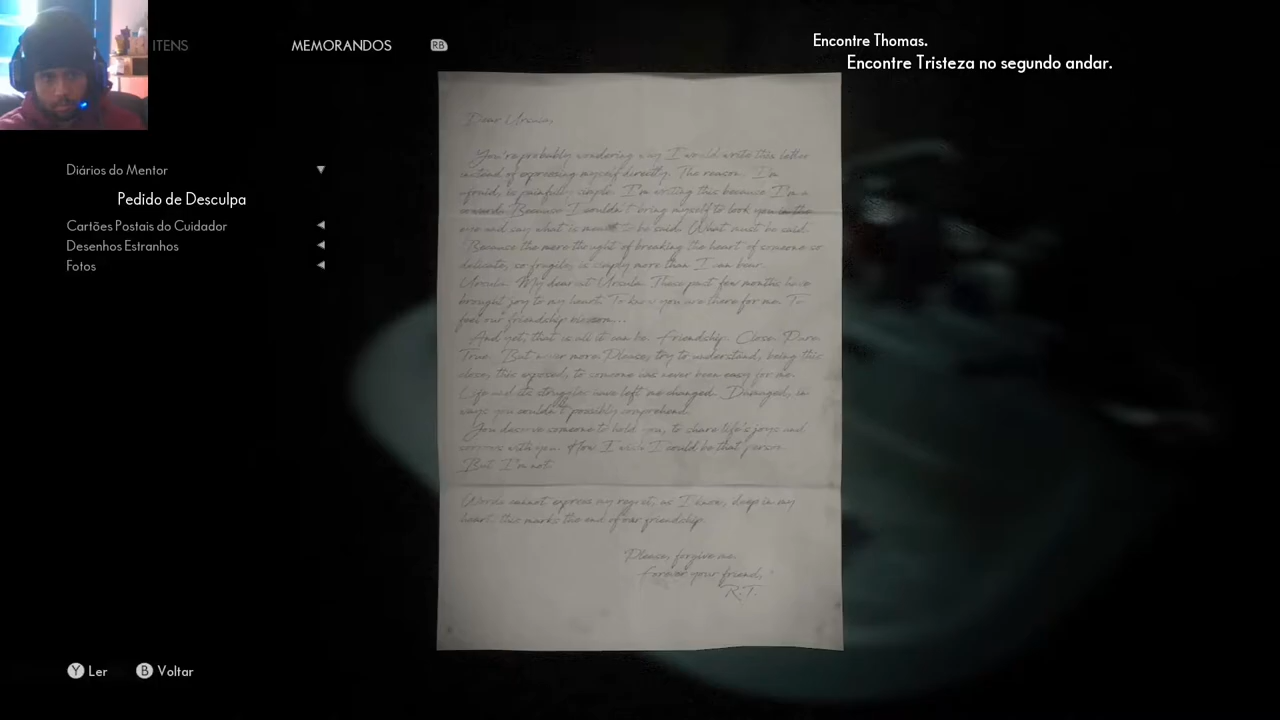 ITENS
MEMORANDOS
RB
Encontre Thomas.
Encontre Tristeza no segundo andar.
Diários do Mentor
Pedido de Desculpa
Cartões Postais do Cuidador
Desenhos Estranhos
Fotos
Dear Ursula,
You're probably wondering why I would write this letter
instead of expressing myself directly. The reason, I'm
afraid, is painfully simple. I'm writing this because I'm a
coward. Because I couldn't bring myself to look you in the
eye and say what is meant to be said. What must be said.
Because the mere thought of breaking the heart of someone so
delicate, so fragile, is simply more than I can bear.
Ursula. My dearest Ursula. These past few months have
brought joy to my heart. To know you are there for me. To
feel our friendship blossom...
And yet, that is all it can be. Friendship. Close. Pure.
True. But never more. Please, try to understand, being this
close, this exposed, to someone was never been easy for me.
Life and its struggles have left me changed. Damaged, in
ways you couldn't possibly comprehend.
You deserve someone to hold you, to share life's joys and
sorrows with you. How I wish I could be that person.
But I'm not.
Words cannot express my regret, as I know, deep in my
heart, this marks the end of our friendship.
Please, forgive me.
Forever your friend,
R.T.
Y Ler
B Voltar